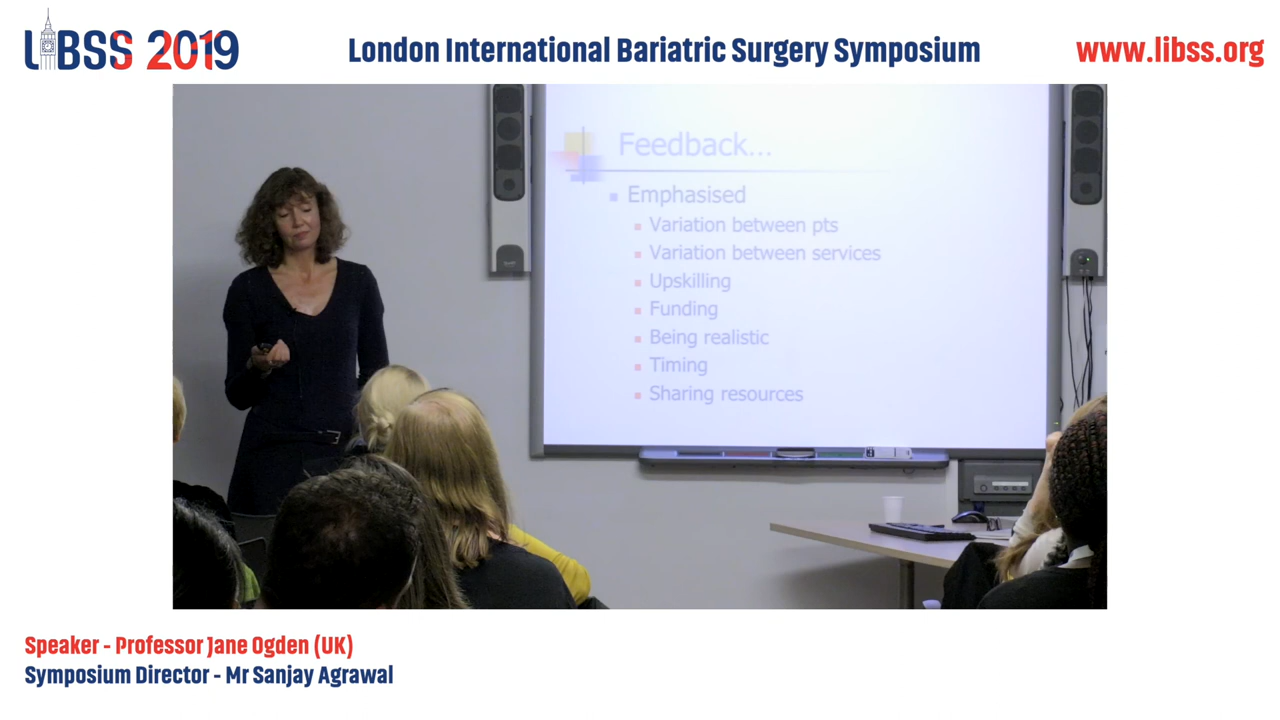 LIBSS 2019
London International Bariatric Surgery Symposium
www.libss.org
Feedback...
Emphasised
Variation between pts
Variation between services
Upskilling
Funding
Being realistic
Timing
Sharing resources
Speaker - Professor Jane Ogden (UK)
Symposium Director - Mr Sanjay Agrawal